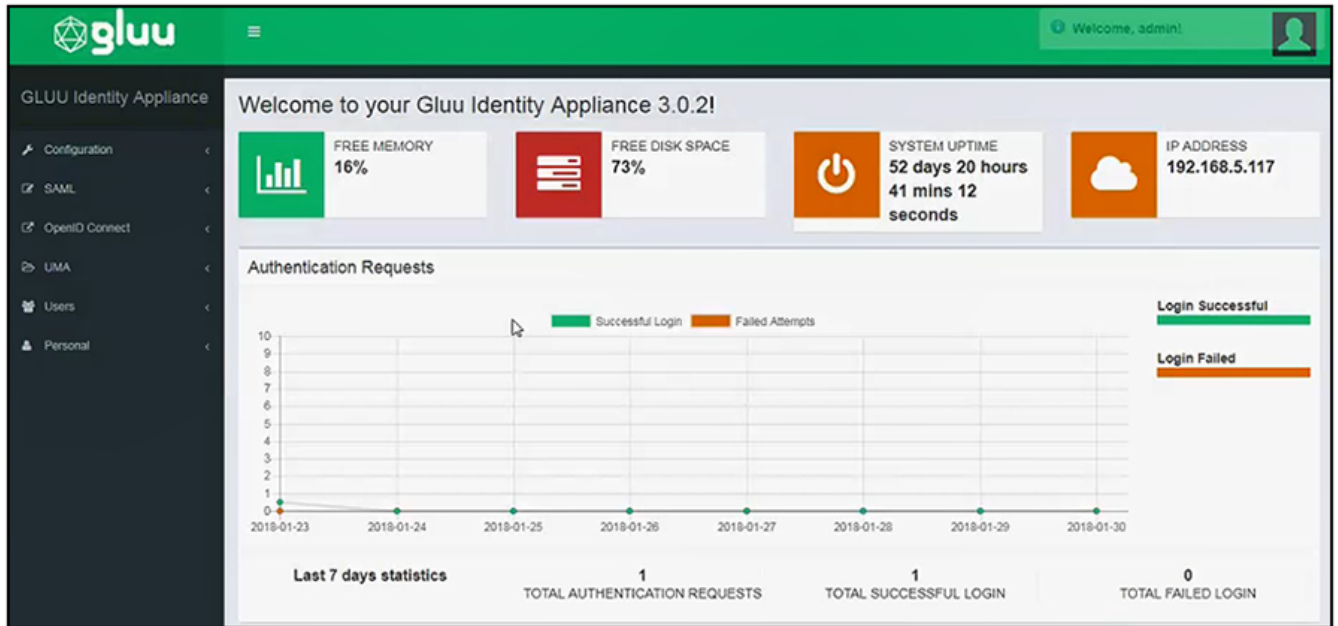 gluu
Welcome, admin!
GLUU Identity Appliance
Configuration
SAML
OpenID Connect
UMA
Users
Personal
Welcome to your Gluu Identity Appliance 3.0.2!
FREE MEMORY
16%
FREE DISK SPACE
73%
SYSTEM UPTIME
52 days 20 hours
41 mins 12
seconds
IP ADDRESS
192.168.5.117
Authentication Requests
Successful Login
Failed Attempts
Login Successful
Login Failed
10
9
8
7
6
5
4
3
2
1
0
2018-01-23
2018-01-24
2018-01-25
2018-01-26
2018-01-27
2018-01-28
2018-01-29
2018-01-30
Last 7 days statistics
1
TOTAL AUTHENTICATION REQUESTS
1
TOTAL SUCCESSFUL LOGIN
0
TOTAL FAILED LOGIN